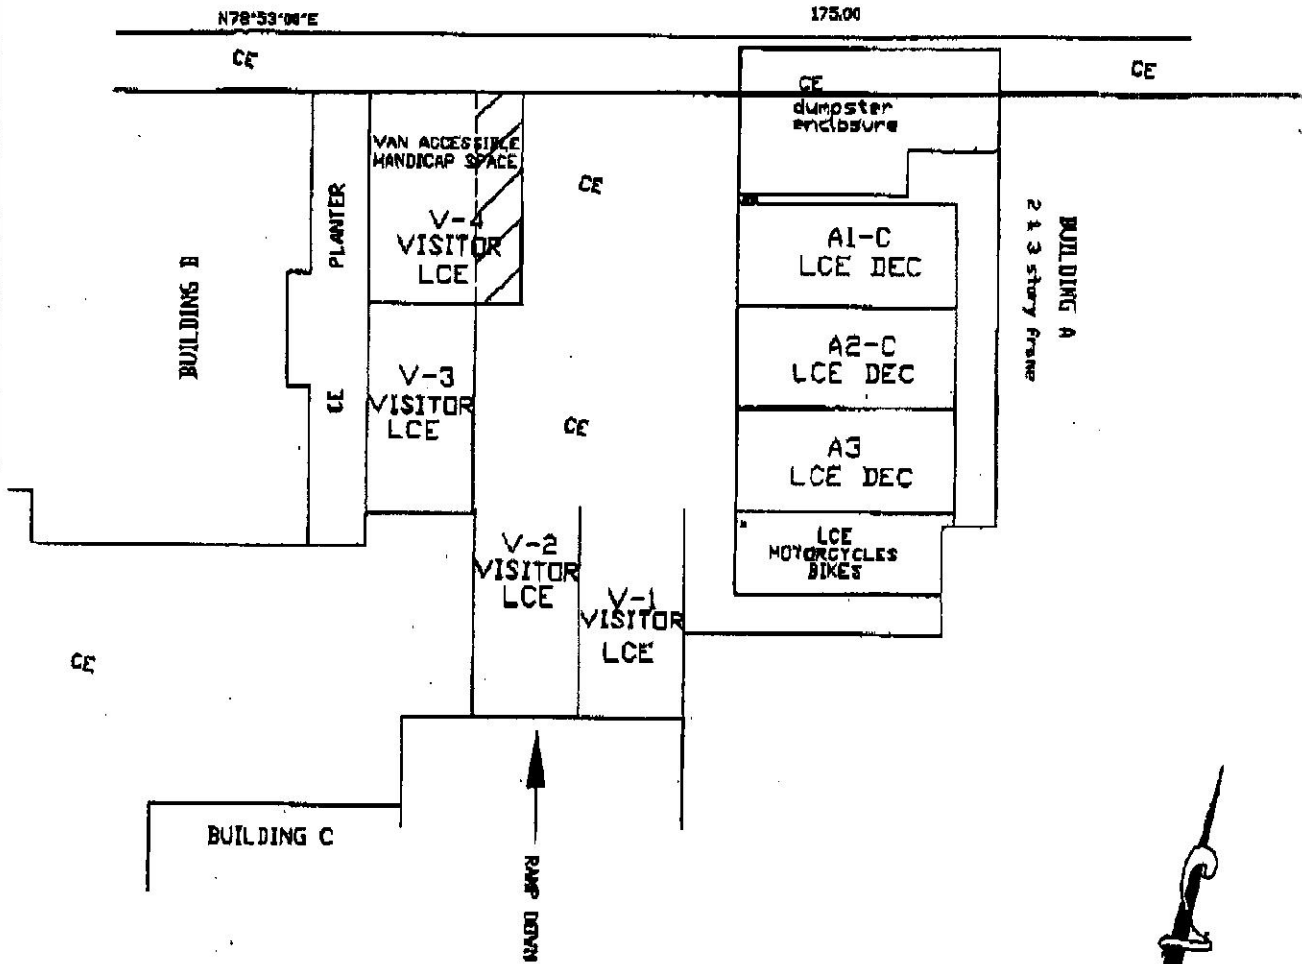 N78°53'00"E
175.00
CE
CE
CE
dumpster
enclosure
VAN ACCESSIBLE
HANDICAP SPACE
V-4
VISITOR
LCE
CE
PLANTER
CE
BUILDING B
A1-C
LCE DEC
BUILDING A
2 & 3 story frame
A2-C
LCE DEC
V-3
VISITOR
LCE
CE
A3
LCE DEC
LCE
MOTORCYCLES
BIKES
V-2
VISITOR
LCE
V-1
VISITOR
LCE
CE
BUILDING C
RAMP DOWN